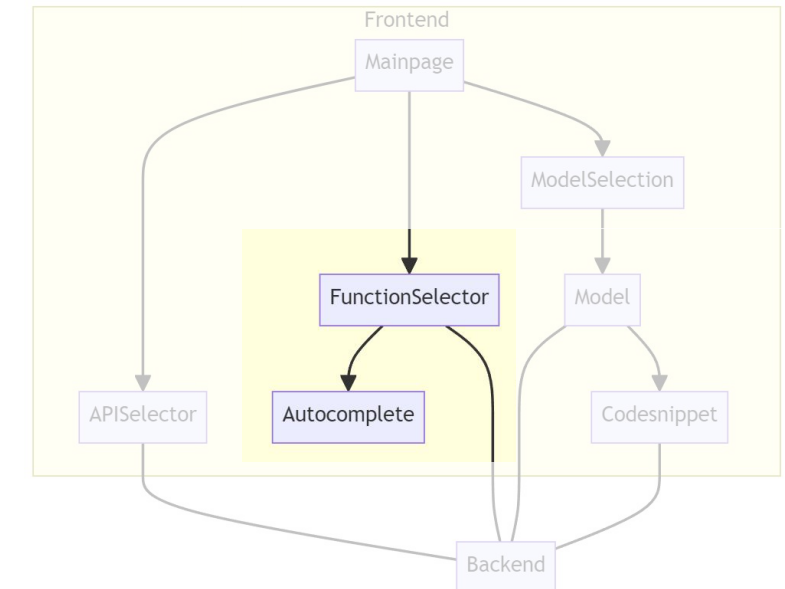 Frontend
Mainpage
ModelSelection
FunctionSelector
Model
APISelector
Autocomplete
Codesnippet
Backend